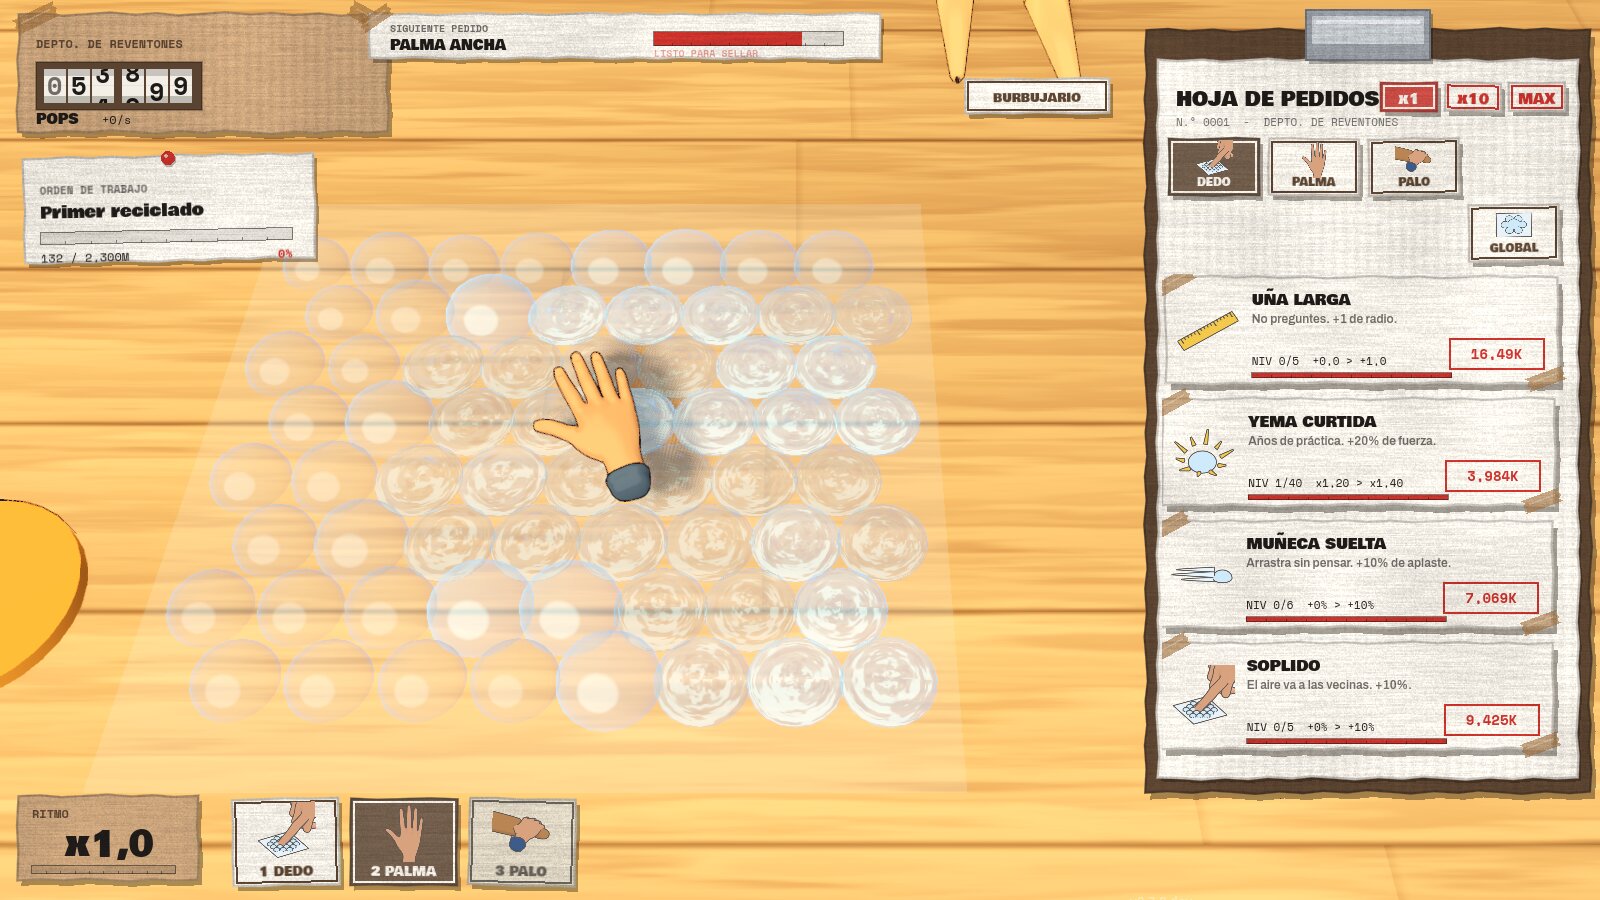 DEPTO. DE REVENTONES
POPS +0/s
SIGUIENTE PEDIDO
PALMA ANCHA
LISTO PARA SELLAR
BURBUJARIO
ORDEN DE TRABAJO
Primer reciclado
132 / 2,300M 0%
HOJA DE PEDIDOS x1 x10 MAX
N.° 0001 - DEPTO. DE REVENTONES
DEDO PALMA PALO
GLOBAL
UÑA LARGA
No preguntes. +1 de radio.
NIV 0/5 +0,0 > +1,0 16,49K
YEMA CURTIDA
Años de práctica. +20% de fuerza.
NIV 1/40 x1,20 > x1,40 3,984K
MUÑECA SUELTA
Arrastra sin pensar. +10% de aplaste.
NIV 0/6 +0% > +10% 7,069K
SOPLIDO
El aire va a las vecinas. +10%.
NIV 0/5 +0% > +10% 9,425K
RITMO
x1,0
1 DEDO 2 PALMA 3 PALO